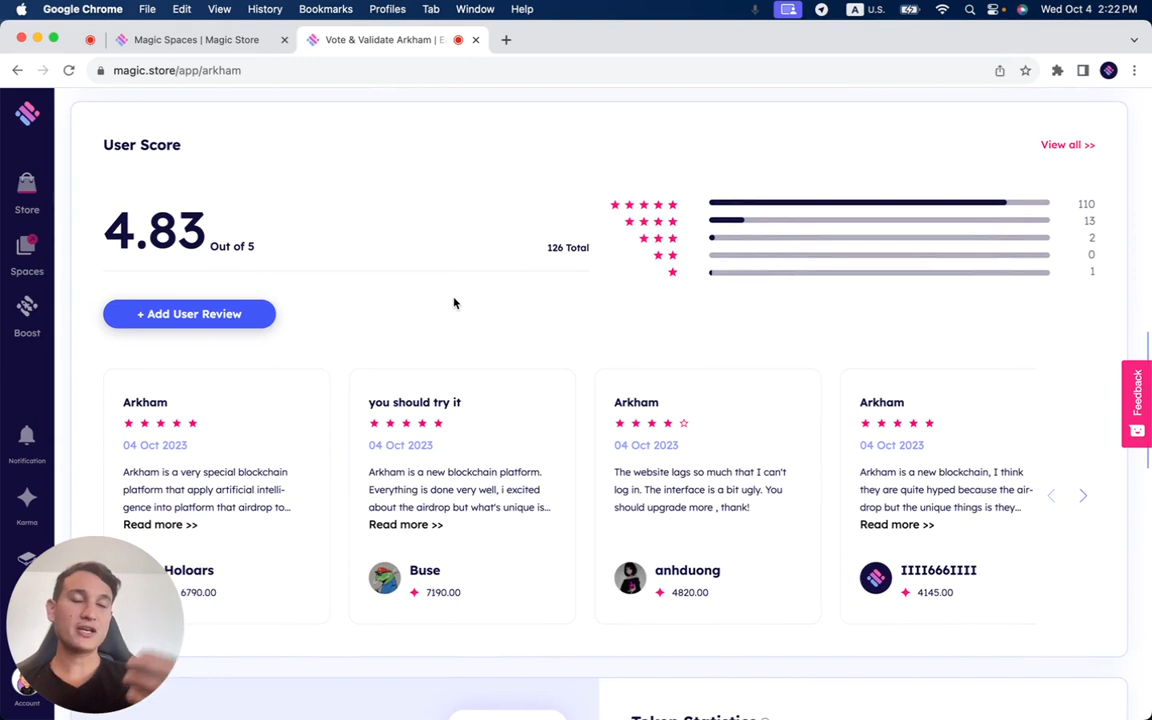 Google Chrome File Edit View History Bookmarks Profiles Tab Window Help A U.S. Wed Oct 4 2:22 PM
Magic Spaces | Magic Store
Vote & Validate Arkham | E
magic.store/app/arkham
Store
Spaces
Boost
Notification
Karma
Account
User Score
View all >>
4.83 Out of 5
126 Total
110
13
2
0
1
+ Add User Review
Feedback
Arkham
04 Oct 2023
Arkham is a very special blockchain
platform that apply artificial intelli-
gence into platform that airdrop to...
Read more >>
Holoars
6790.00
you should try it
04 Oct 2023
Arkham is a new blockchain platform.
Everything is done very well, i excited
about the airdrop but what's unique is...
Read more >>
Buse
7190.00
Arkham
04 Oct 2023
The website lags so much that I can't
log in. The interface is a bit ugly. You
should upgrade more , thank!
anhduong
4820.00
Arkham
04 Oct 2023
Arkham is a new blockchain, I think
they are quite hyped because the air-
drop but the unique things is they...
Read more >>
IIII666IIII
4145.00
Token Statistics